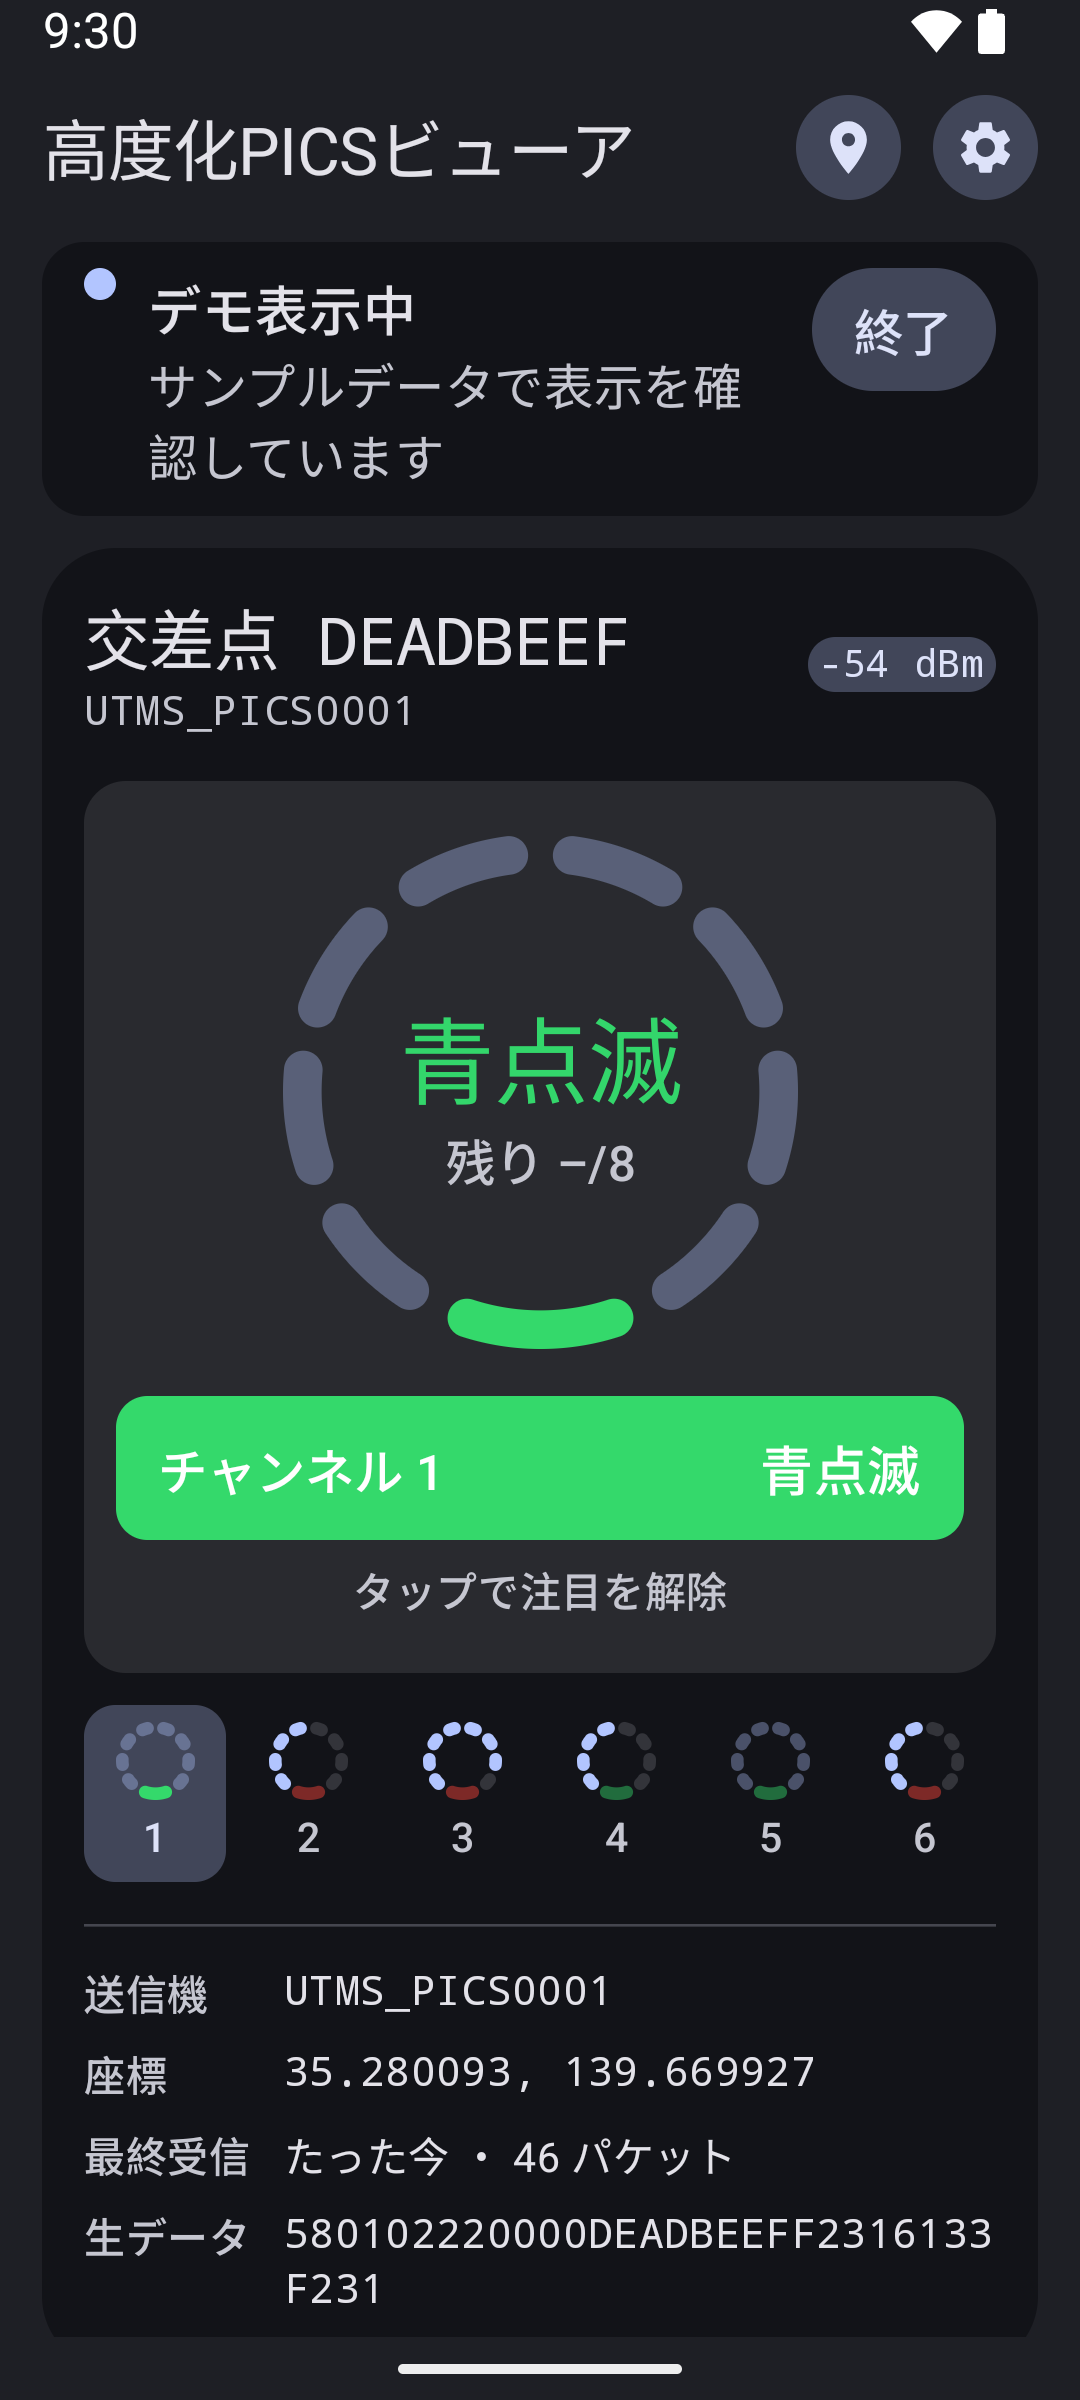 9:30
高度化PICSビューア
デモ表示中
終了
サンプルデータで表示を確
認しています
交差点 DEADBEEF
-54 dBm
UTMS_PICS0001
青点滅
残り −/8
チャンネル 1
青点滅
タップで注目を解除
1
2
3
4
5
6
送信機
UTMS_PICS0001
座標
35.280093, 139.669927
最終受信
たった今 ・ 46 パケット
生データ
580102220000DEADBEEFF2316133
F231